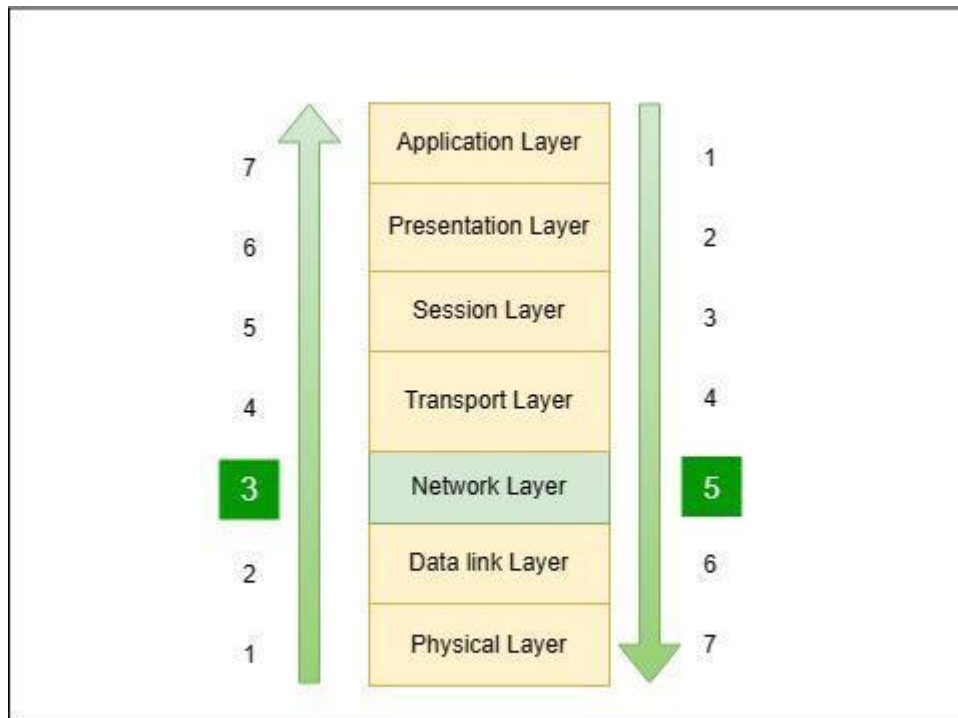 7
Application Layer
1
6
Presentation Layer
2
5
Session Layer
3
4
Transport Layer
4
3
Network Layer
5
2
Data link Layer
6
1
Physical Layer
7